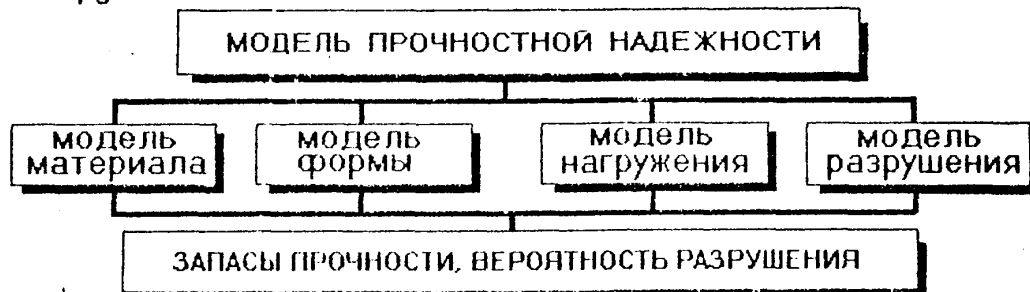 МОДЕЛЬ ПРОЧНОСТНОЙ НАДЕЖНОСТИ
модель
материала
модель
формы
модель
нагружения
модель
разрушения
ЗАПАСЫ ПРОЧНОСТИ, ВЕРОЯТНОСТЬ РАЗРУШЕНИЯ